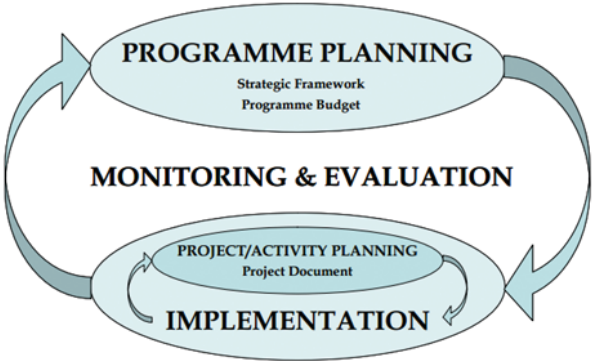 PROGRAMME PLANNING
Strategic Framework
Programme Budget
MONITORING & EVALUATION
PROJECT/ACTIVITY PLANNING
Project Document
IMPLEMENTATION